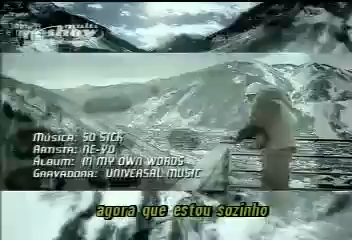 Música: SO SICK
Artista: NE-YO
Álbum: IN MY OWN WORDS
Gravadora: UNIVERSAL MUSIC
agora que estou sozinho